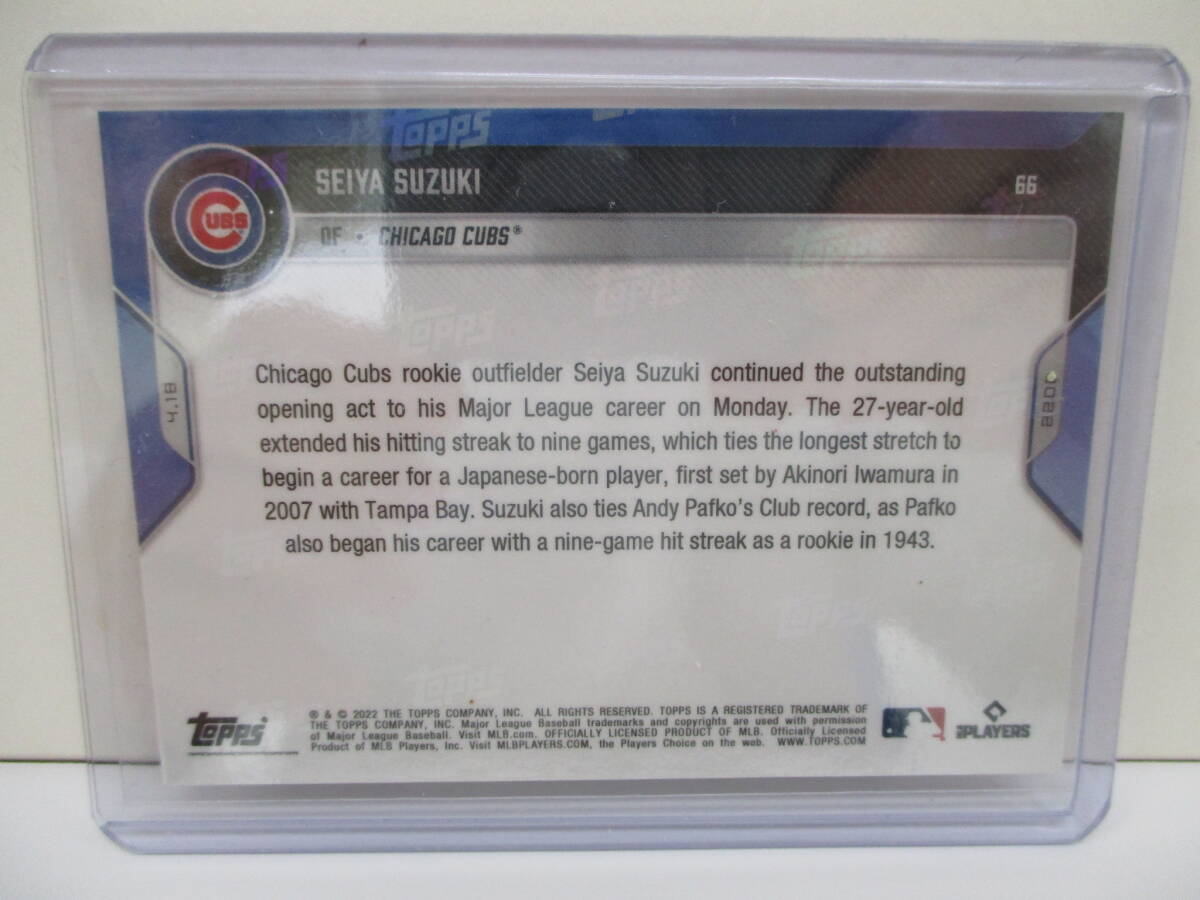 TOPPS
SEIYA SUZUKI
66
CUBS
OF • CHICAGO CUBS®
TOPPS
TOPPS
TOPPS
4.18
Chicago Cubs rookie outfielder Seiya Suzuki continued the outstanding
opening act to his Major League career on Monday. The 27-year-old
extended his hitting streak to nine games, which ties the longest stretch to
begin a career for a Japanese-born player, first set by Akinori Iwamura in
2007 with Tampa Bay. Suzuki also ties Andy Pafko's Club record, as Pafko
also began his career with a nine-game hit streak as a rookie in 1943.
TOPPS
TOPPS
TOPPS
® & © 2022 THE TOPPS COMPANY, INC. ALL RIGHTS RESERVED. TOPPS IS A REGISTERED TRADEMARK OF
THE TOPPS COMPANY, INC. Major League Baseball trademarks and copyrights are used with permission
of Major League Baseball. Visit MLB.com. OFFICIALLY LICENSED PRODUCT OF MLB. Officially Licensed
Product of MLB Players, Inc. Visit MLBPLAYERS.COM, the Players Choice on the web. WWW.TOPPS.COM
PLAYERS